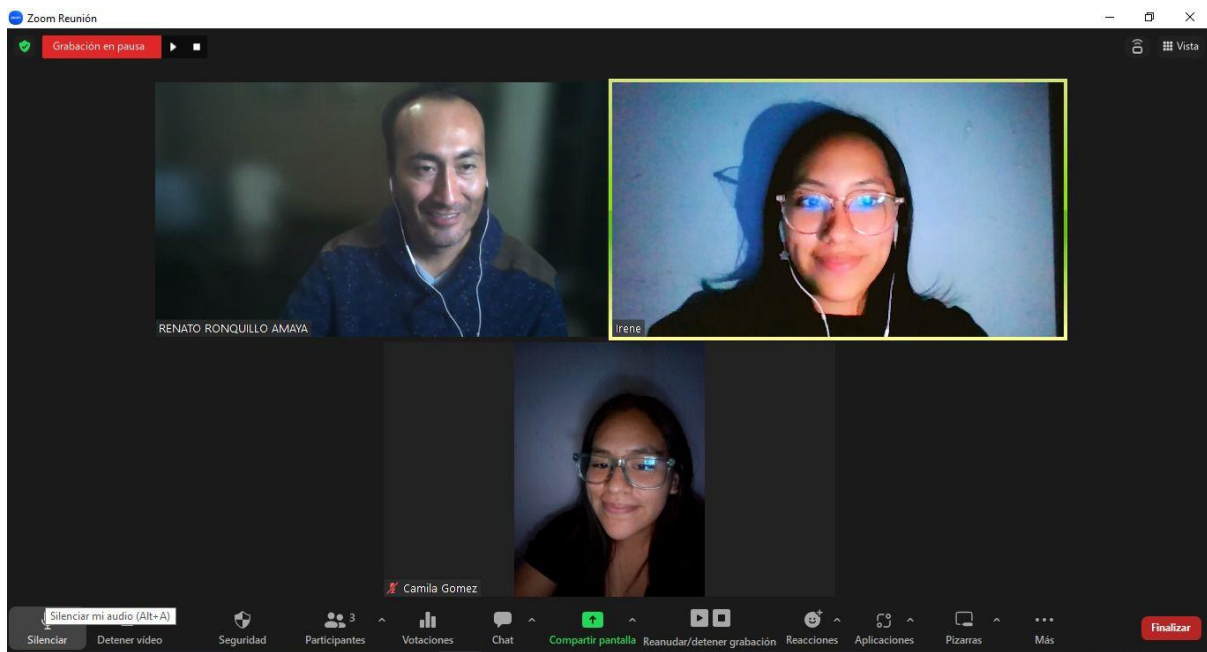 zoom Zoom Reunión
Grabación en pausa
Vista
RENATO RONQUILLO AMAYA
Irene
Camila Gomez
Silenciar mi audio (Alt+A)
3
Silenciar Detener vídeo Seguridad Participantes Votaciones Chat Compartir pantalla Reanudar/detener grabación Reacciones Aplicaciones Pizarras Más Finalizar